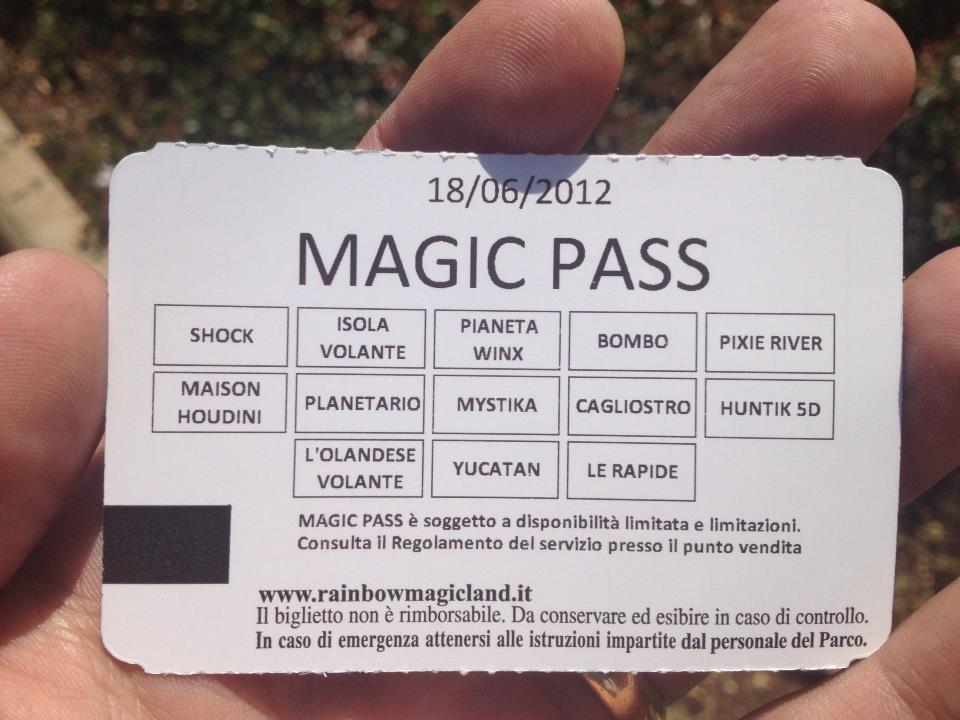 18/06/2012
MAGIC PASS
SHOCK
ISOLA
VOLANTE
PIANETA
WINX
BOMBO
PIXIE RIVER
MAISON
HOUDINI
PLANETARIO
MYSTIKA
CAGLIOSTRO
HUNTIK 5D
L'OLANDESE
VOLANTE
YUCATAN
LE RAPIDE
MAGIC PASS è soggetto a disponibilità limitata e limitazioni.
Consulta il Regolamento del servizio presso il punto vendita
www.rainbowmagicland.it
Il biglietto non è rimborsabile. Da conservare ed esibire in caso di controllo.
In caso di emergenza attenersi alle istruzioni impartite dal personale del Parco.